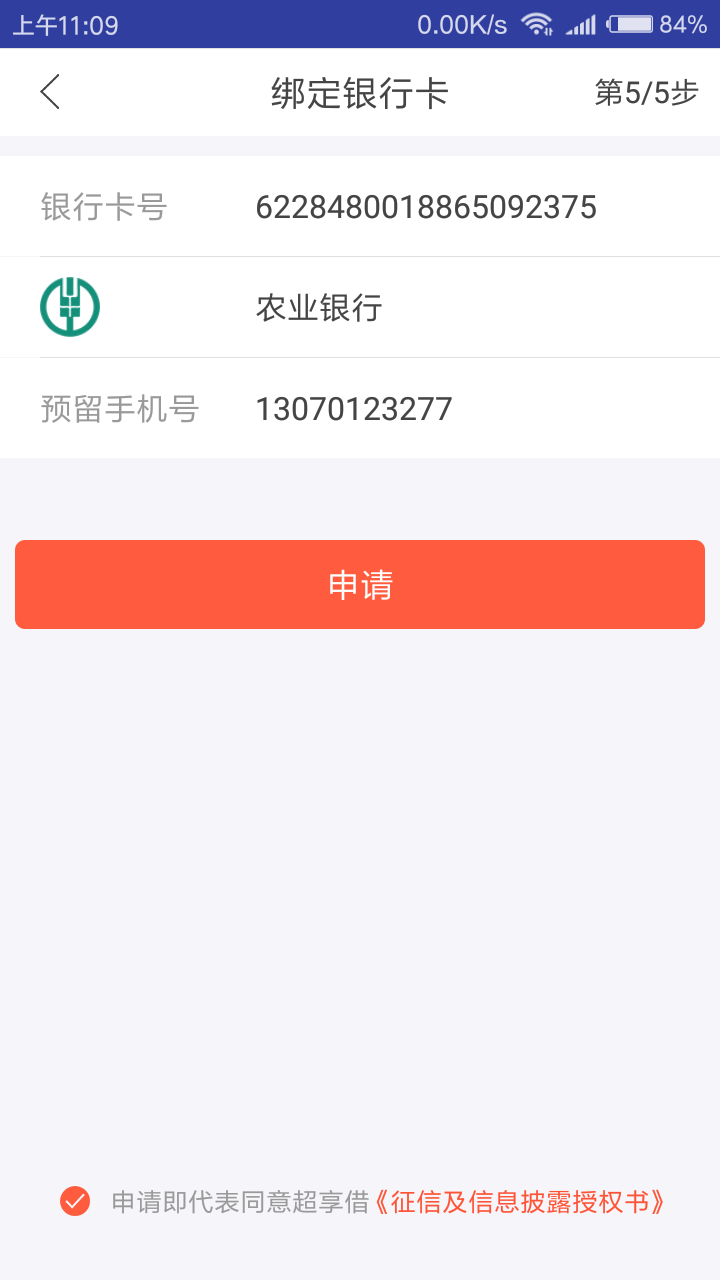 上午11:09 0.00K/s 84%
绑定银行卡 第5/5步
银行卡号 6228480018865092375
农业银行
预留手机号 13070123277
申请
申请即代表同意超享借《征信及信息披露授权书》